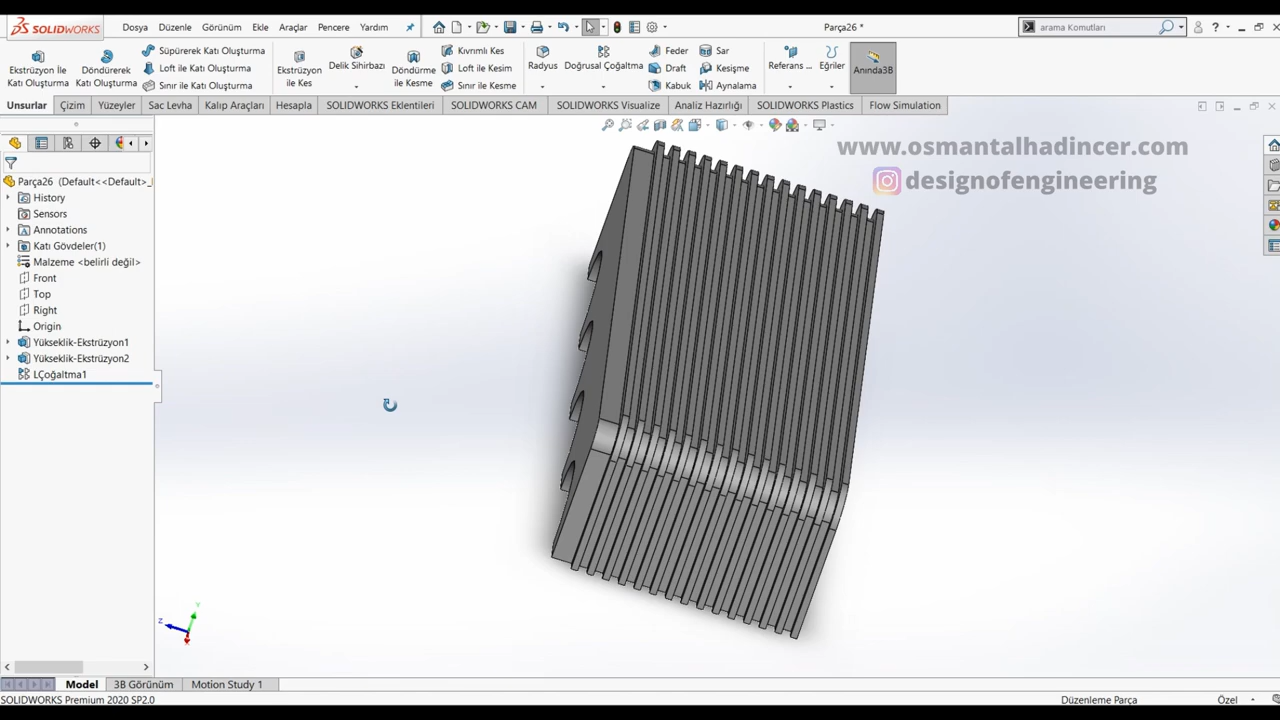 SOLIDWORKS
Dosya Düzenle Görünüm Ekle Araçlar Pencere Yardım
Parça26 *
arama Komutları
Ekstrüzyon İle Katı Oluşturma
Döndürerek Katı Oluşturma
Süpürerek Katı Oluşturma
Loft ile Katı Oluşturma
Sınır ile Katı Oluşturma
Ekstrüzyon ile Kes
Delik Sihirbazı
Döndürme ile Kesme
Kıvrımlı Kes
Loft ile Kesim
Sınır ile Kesme
Radyus
Doğrusal Çoğaltma
Feder
Draft
Kabuk
Sar
Kesişme
Aynalama
Referans ...
Eğriler
Anında3B
Unsurlar Çizim Yüzeyler Sac Levha Kalıp Araçları Hesapla SOLIDWORKS Eklentileri SOLIDWORKS CAM SOLIDWORKS Visualize Analiz Hazırlığı SOLIDWORKS Plastics Flow Simulation
www.osmantalhadincer.com
designofengineering
Parça26 (Default<<Default>_
History
Sensors
Annotations
Katı Gövdeler(1)
Malzeme <belirli değil>
Front
Top
Right
Origin
Yükseklik-Ekstrüzyon1
Yükseklik-Ekstrüzyon2
LÇoğaltma1
Y
Z
Model 3B Görünüm Motion Study 1
SOLIDWORKS Premium 2020 SP2.0
Düzenleme Parça
Özel